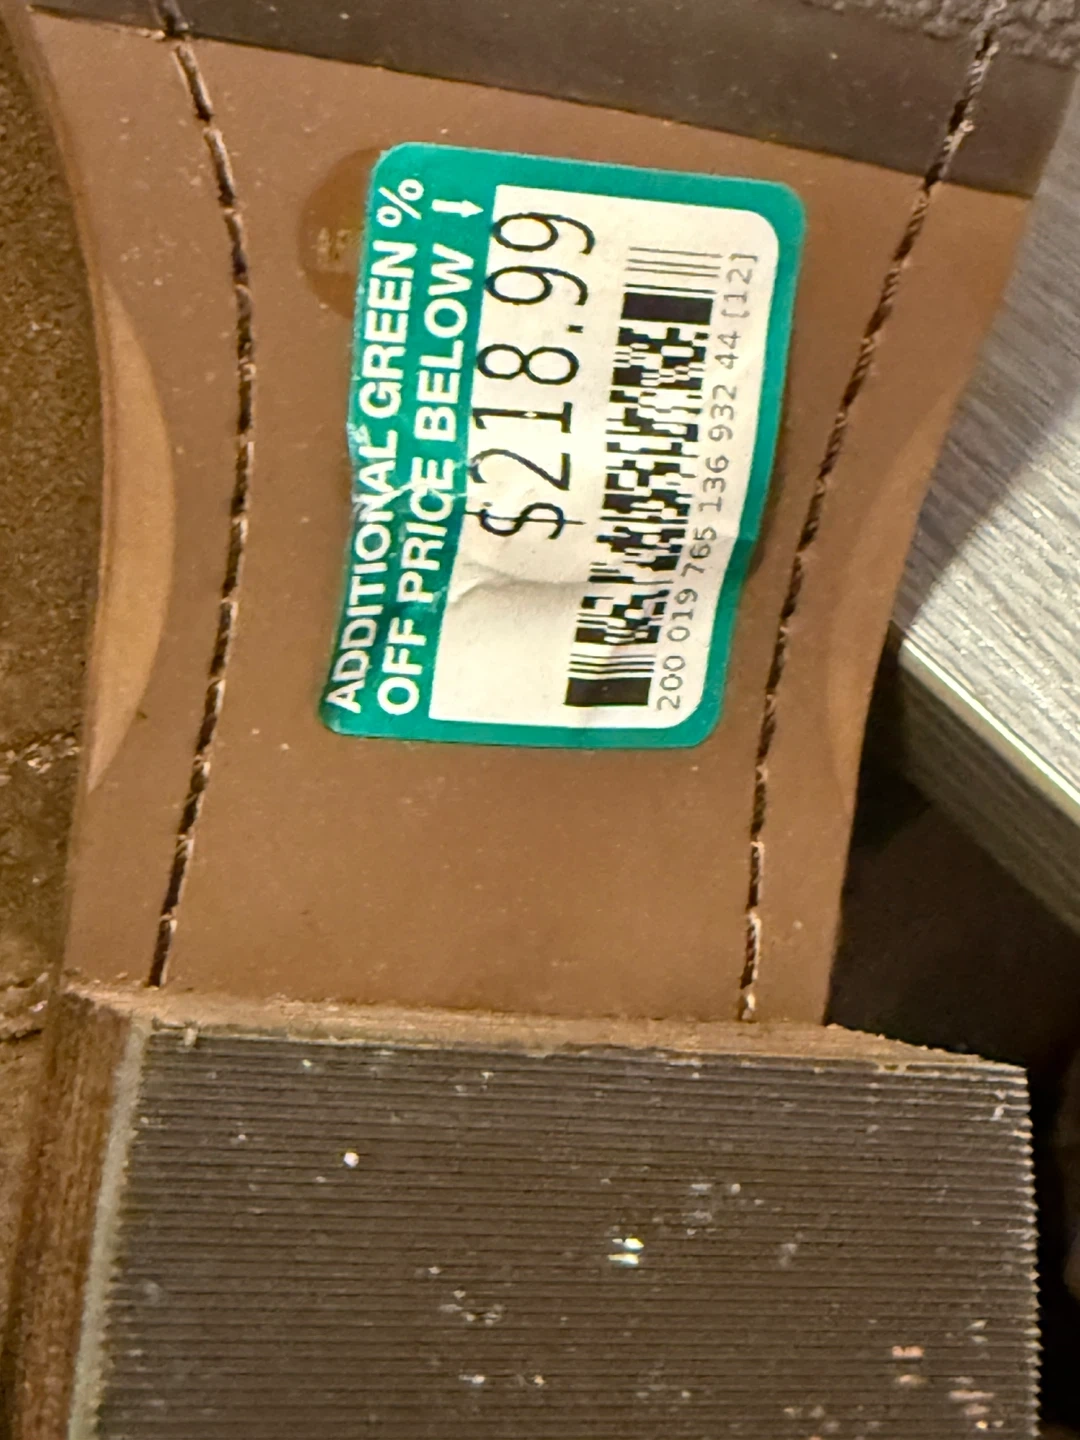 ADDITIONAL GREEN %
OFF PRICE BELOW ↓
$218.99
200 019 765 136 932 44 [12]